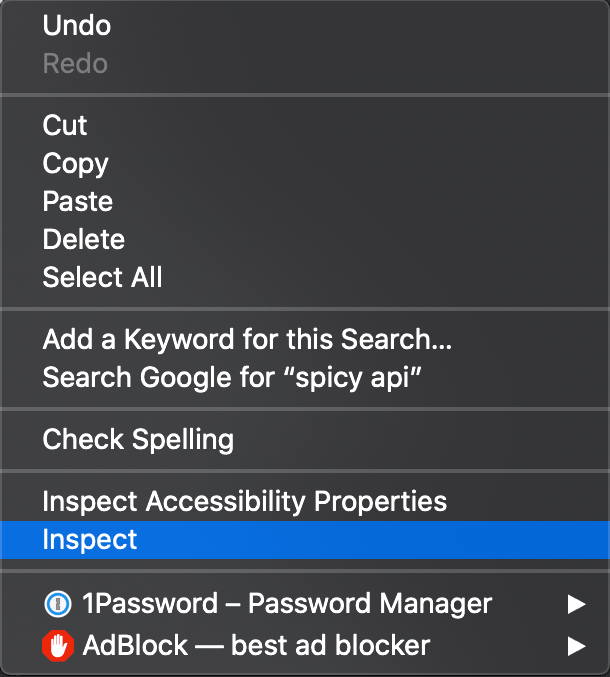 Undo
Redo
Cut
Copy
Paste
Delete
Select All
Add a Keyword for this Search...
Search Google for “spicy api”
Check Spelling
Inspect Accessibility Properties
Inspect
1Password – Password Manager
AdBlock — best ad blocker